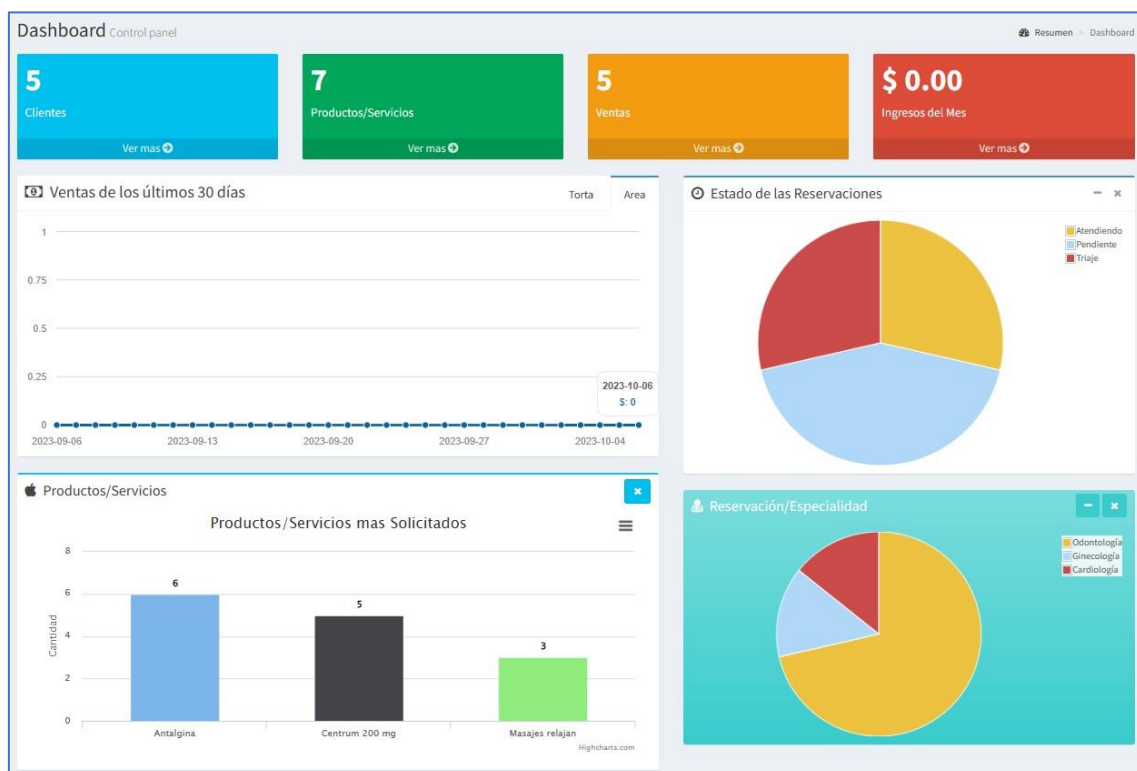 Dashboard Control panel
Resumen > Dashboard
5
Clientes
Ver mas
7
Productos/Servicios
Ver mas
5
Ventas
Ver mas
$ 0.00
Ingresos del Mes
Ver mas
Ventas de los últimos 30 días
Torta
Area
1
0.75
0.5
0.25
0
2023-10-06
$: 0
2023-09-06
2023-09-13
2023-09-20
2023-09-27
2023-10-04
Estado de las Reservaciones
Atendiendo
Pendiente
Triaje
Productos/Servicios
Productos/Servicios mas Solicitados
Cantidad
8
6
4
2
0
6
5
3
Antalgina
Centrum 200 mg
Masajes relajan
Highcharts.com
Reservación/Especialidad
Odontología
Ginecología
Cardiología